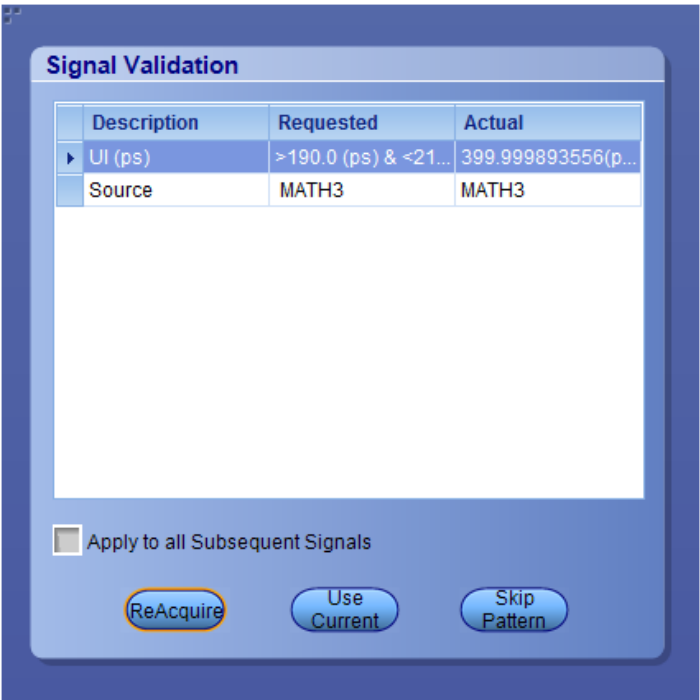 Signal Validation
Description Requested Actual
UI (ps) >190.0 (ps) & <21... 399.999893556(p...
Source MATH3 MATH3
Apply to all Subsequent Signals
ReAcquire Use Current Skip Pattern